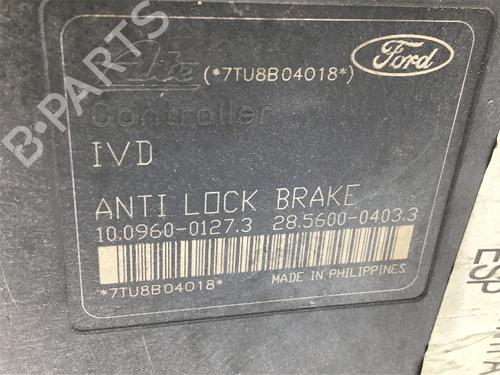 Ate (*7TU8B04018*) Ford
Controller
IVD
ANTI LOCK BRAKE
10.0960-0127.3 28.5600-0403.3
*7TU8B04018* MADE IN PHILIPPINES
ESP
B-PARTS